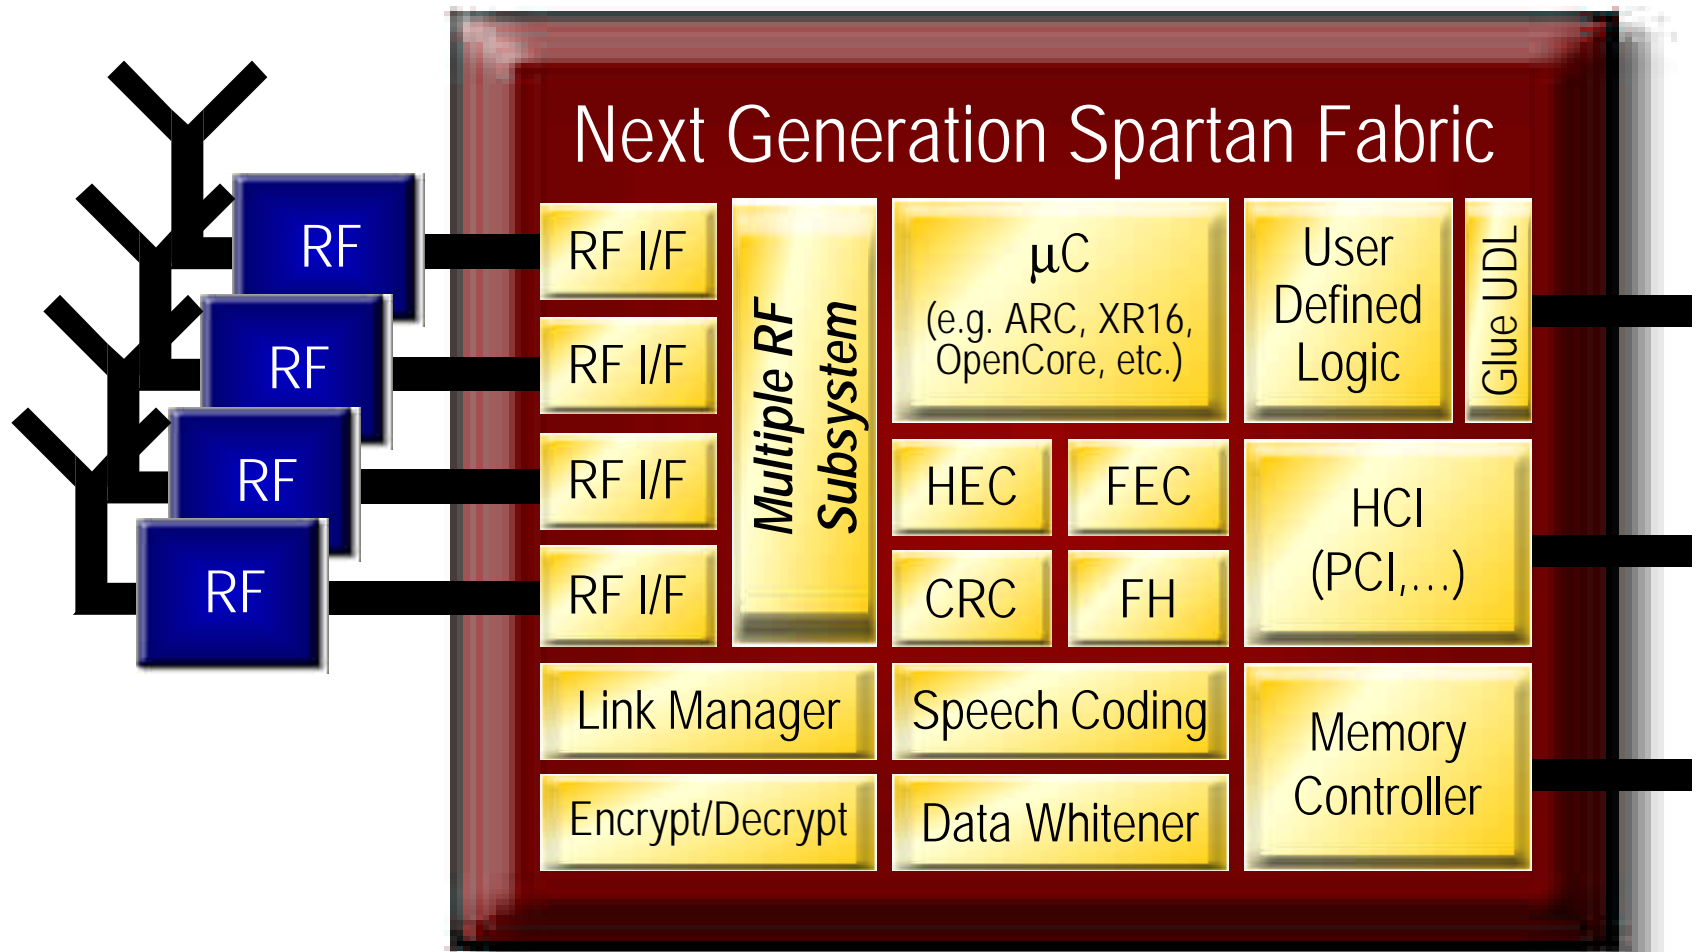 Next Generation Spartan Fabric
RF
RF
RF
RF
RF I/F
RF I/F
RF I/F
RF I/F
Multiple RF
Subsystem
µC
(e.g. ARC, XR16,
OpenCore, etc.)
User
Defined
Logic
Glue UDL
HEC
FEC
CRC
FH
HCI
(PCI,...)
Link Manager
Speech Coding
Memory
Controller
Encrypt/Decrypt
Data Whitener